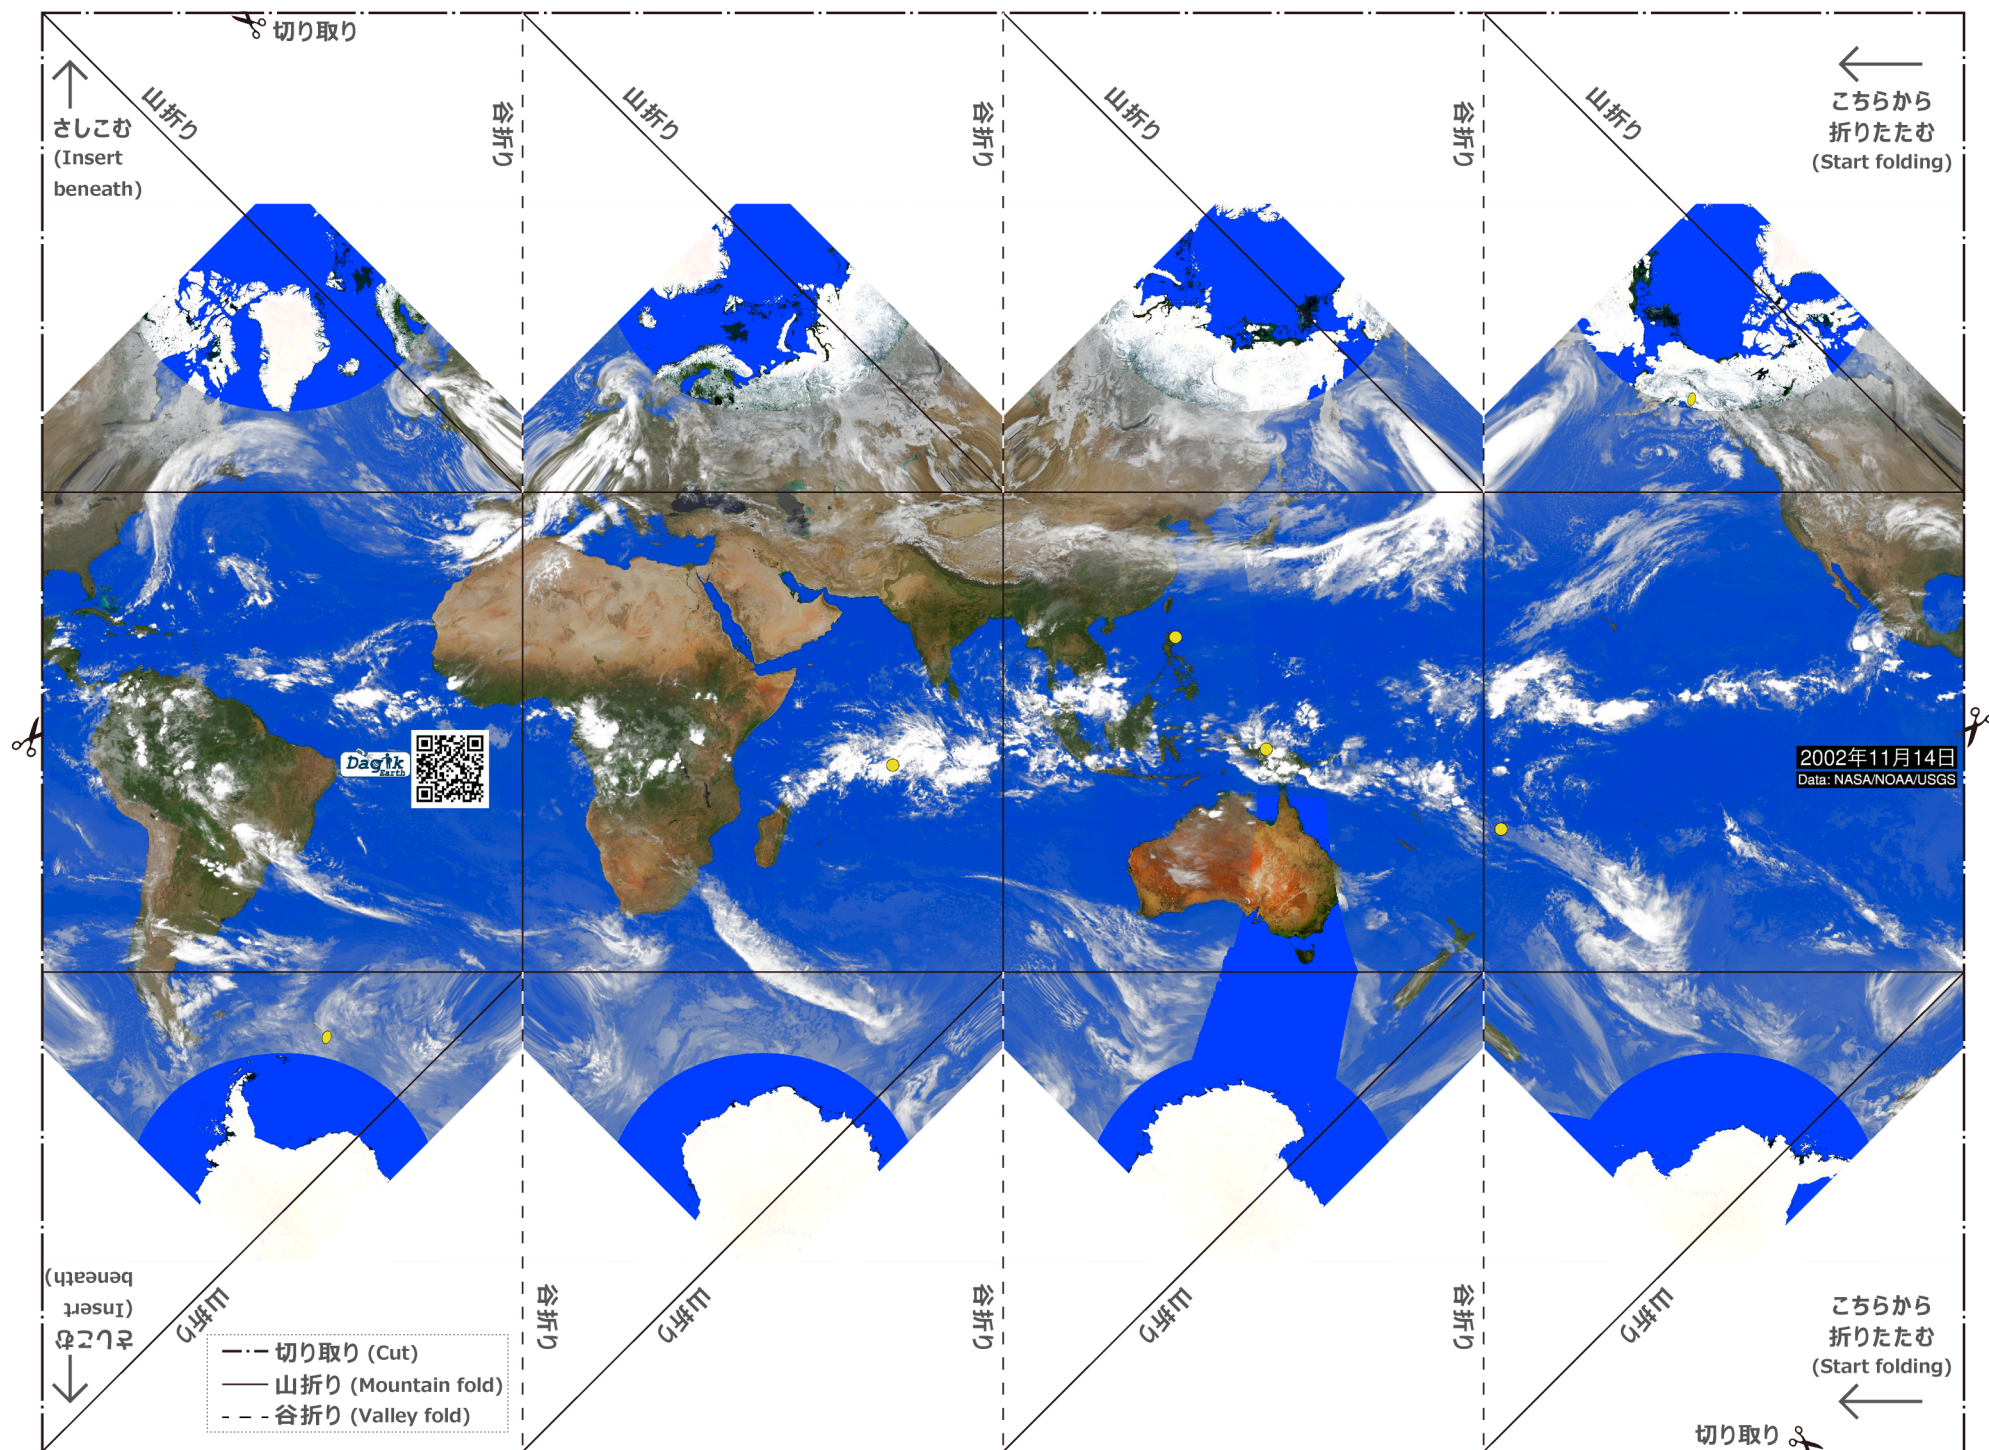 切り取り
さしこむ
(Insert
beneath)
山折り
谷折り
山折り
谷折り
山折り
谷折り
山折り
こちらから
折りたたむ
(Start folding)
Dagik
Earth
2002年11月14日
Data: NASA/NOAA/USGS
さしこむ
(Insert
beneath)
山折り
谷折り
山折り
谷折り
山折り
谷折り
山折り
こちらから
折りたたむ
(Start folding)
切り取り (Cut)
山折り (Mountain fold)
谷折り (Valley fold)
切り取り